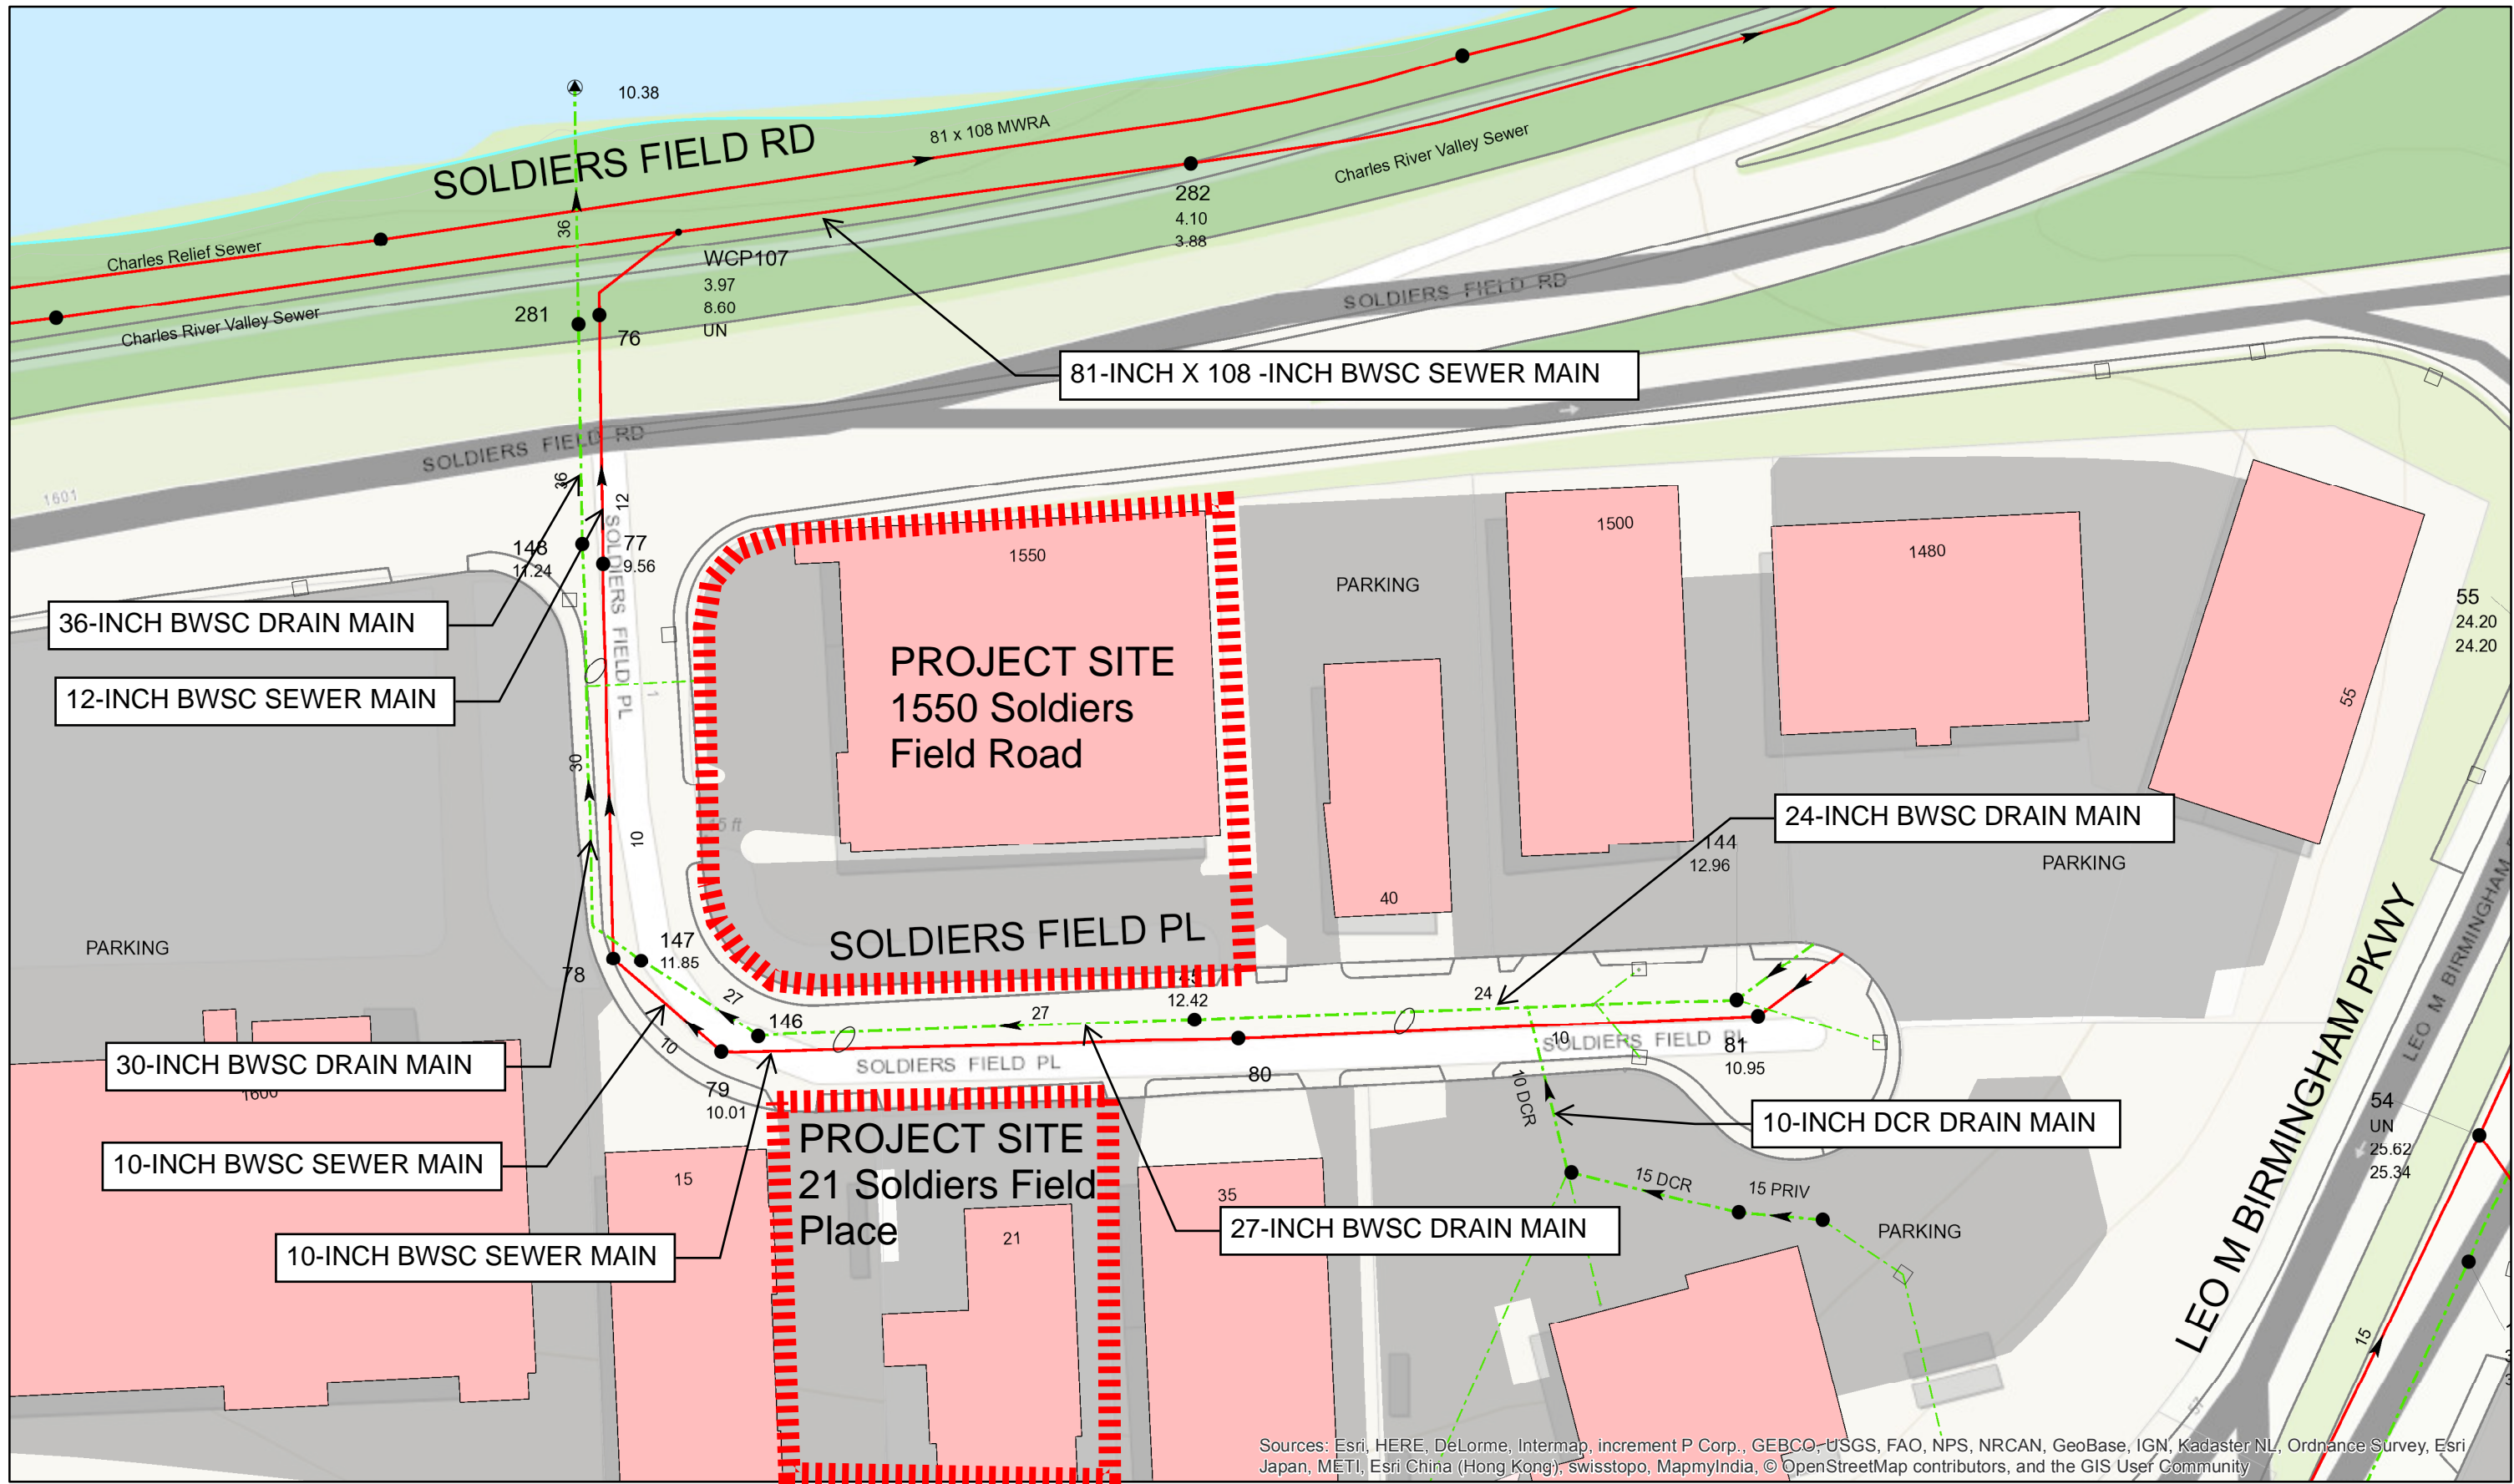 10.38
SOLDIERS FIELD RD
81 x 108 MWRA
Charles River Valley Sewer
282
4.10
3.88
36
Charles Relief Sewer
WCP107
3.97
8.60
UN
281
76
Charles River Valley Sewer
SOLDIERS FIELD RD
81-INCH X 108 -INCH BWSC SEWER MAIN
SOLDIERS FIELD RD
1601
36
12
148
11.24
77
9.56
SOLDIERS FIELD PL
1550
1500
1480
PARKING
55
24.20
24.20
36-INCH BWSC DRAIN MAIN
12-INCH BWSC SEWER MAIN
PROJECT SITE
1550 Soldiers
Field Road
1
55
30
10
24-INCH BWSC DRAIN MAIN
144
12.96
PARKING
40
SOLDIERS FIELD PL
PARKING
147
11.85
78
27
146
27
12.42
24
10
SOLDIERS FIELD PL
SOLDIERS FIELD PL
10
81
10.95
80
79
10.01
30-INCH BWSC DRAIN MAIN
1600
10 DCR
10-INCH DCR DRAIN MAIN
LEO M BIRMINGHAM PKWY
LEO M BIRMINGHAM
54
UN
25.62
25.34
10-INCH BWSC SEWER MAIN
PROJECT SITE
21 Soldiers Field
Place
15
35
21
15 DCR
15 PRIV
PARKING
27-INCH BWSC DRAIN MAIN
10-INCH BWSC SEWER MAIN
15
57
Sources: Esri, HERE, DeLorme, Intermap, increment P Corp., GEBCO, USGS, FAO, NPS, NRCAN, GeoBase, IGN, Kadaster NL, Ordnance Survey, Esri
Japan, METI, Esri China (Hong Kong), swisstopo, MapmyIndia, © OpenStreetMap contributors, and the GIS User Community